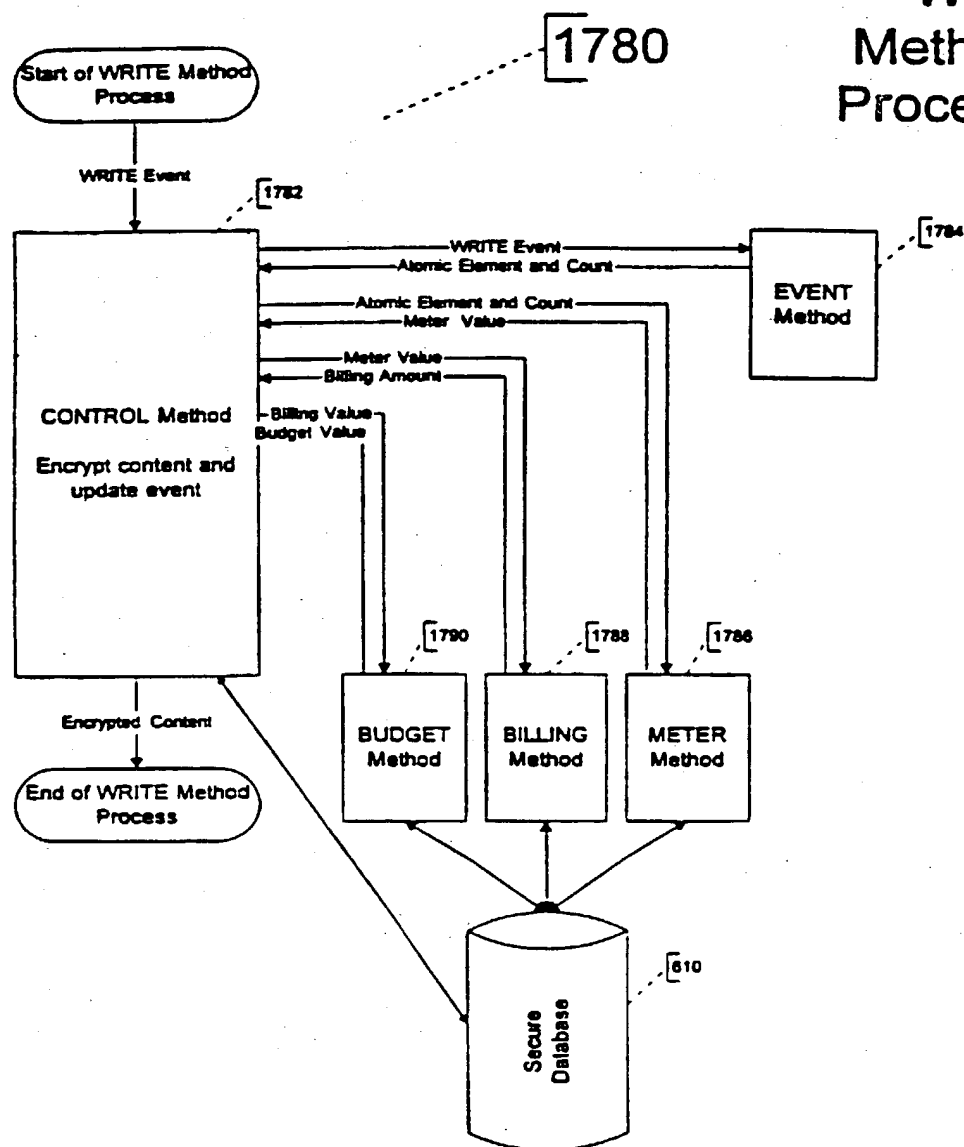 1780
Meth
Proce
Start of WRITE Method
Process
WRITE Event
1782
WRITE Event
Atomic Element and Count
1784
EVENT
Method
Atomic Element and Count
Meter Value
Meter Value
Billing Amount
CONTROL Method
Billing Value
Budget Value
Encrypt content and
update event
1790
1788
1786
Encrypted Content
BUDGET
Method
BILLING
Method
METER
Method
End of WRITE Method
Process
610
Secure
Database